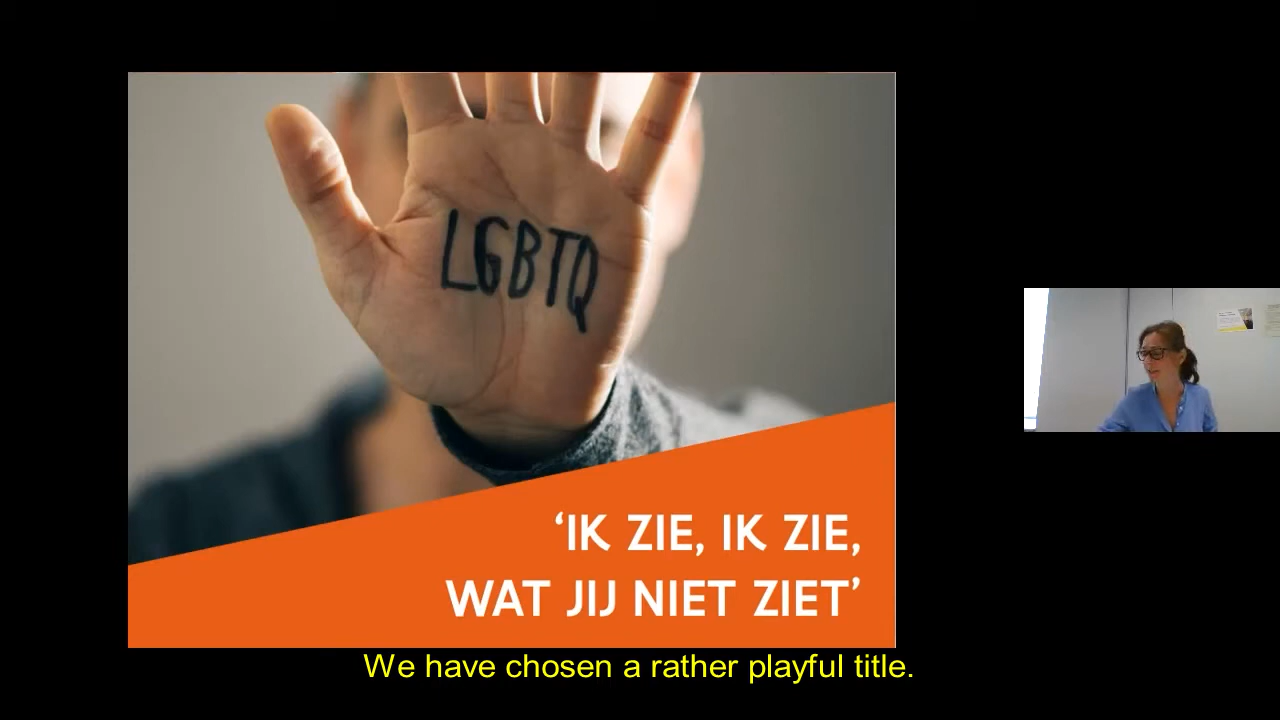 LGBTQ
‘IK ZIE, IK ZIE,
WAT JIJ NIET ZIET’
We have chosen a rather playful title.